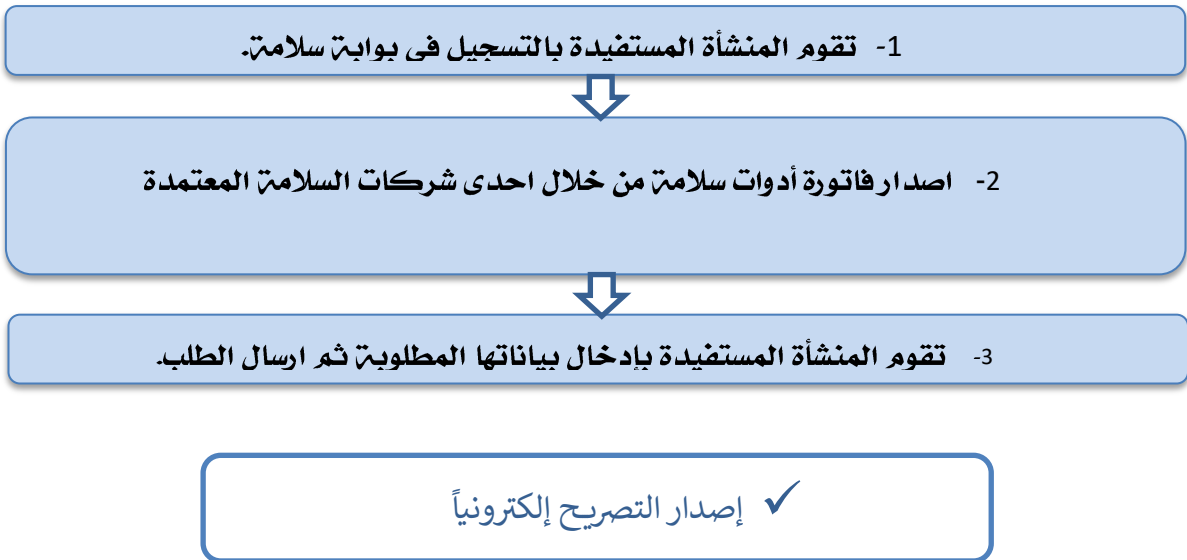 1- تقوم المنشأة المستفيدة بالتسجيل في بوابة سلامة.
2- اصدار فاتورة أدوات سلامة من خلال احدى شركات السلامة المعتمدة
3- تقوم المنشأة المستفيدة بإدخال بياناتها المطلوبة ثم ارسال الطلب.
✓ إصدار التصريح إلكترونياً